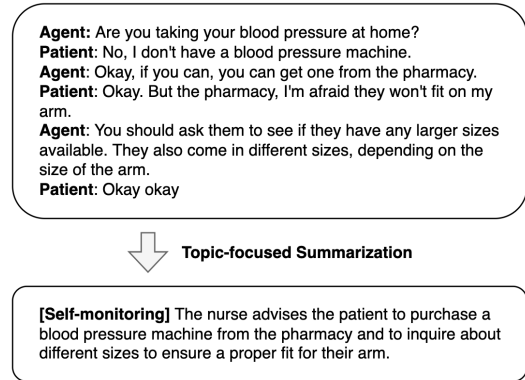 Agent: Are you taking your blood pressure at home?
Patient: No, I don't have a blood pressure machine.
Agent: Okay, if you can, you can get one from the pharmacy.
Patient: Okay. But the pharmacy, I'm afraid they won't fit on my
arm.
Agent: You should ask them to see if they have any larger sizes
available. They also come in different sizes, depending on the
size of the arm.
Patient: Okay okay
Topic-focused Summarization
[Self-monitoring] The nurse advises the patient to purchase a
blood pressure machine from the pharmacy and to inquire about
different sizes to ensure a proper fit for their arm.